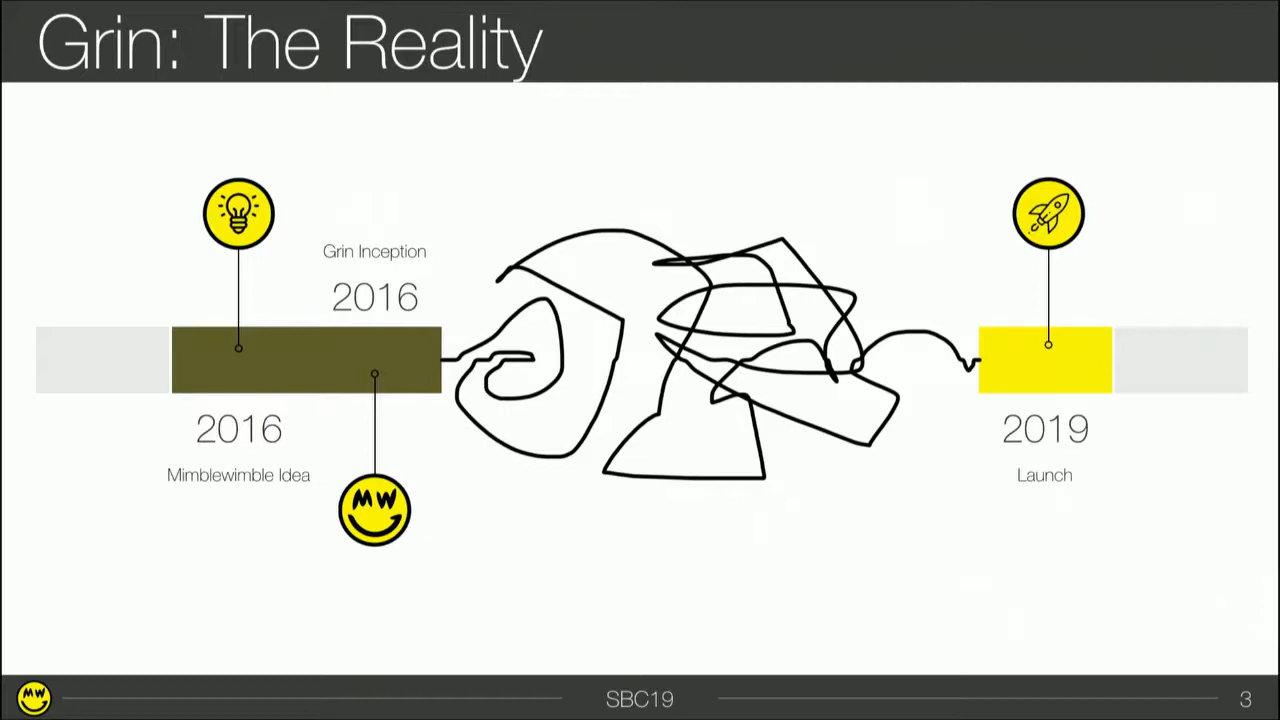 Grin: The Reality
Grin Inception
2016
2016
Mimblewimble Idea
MW
2019
Launch
MW
SBC19
3